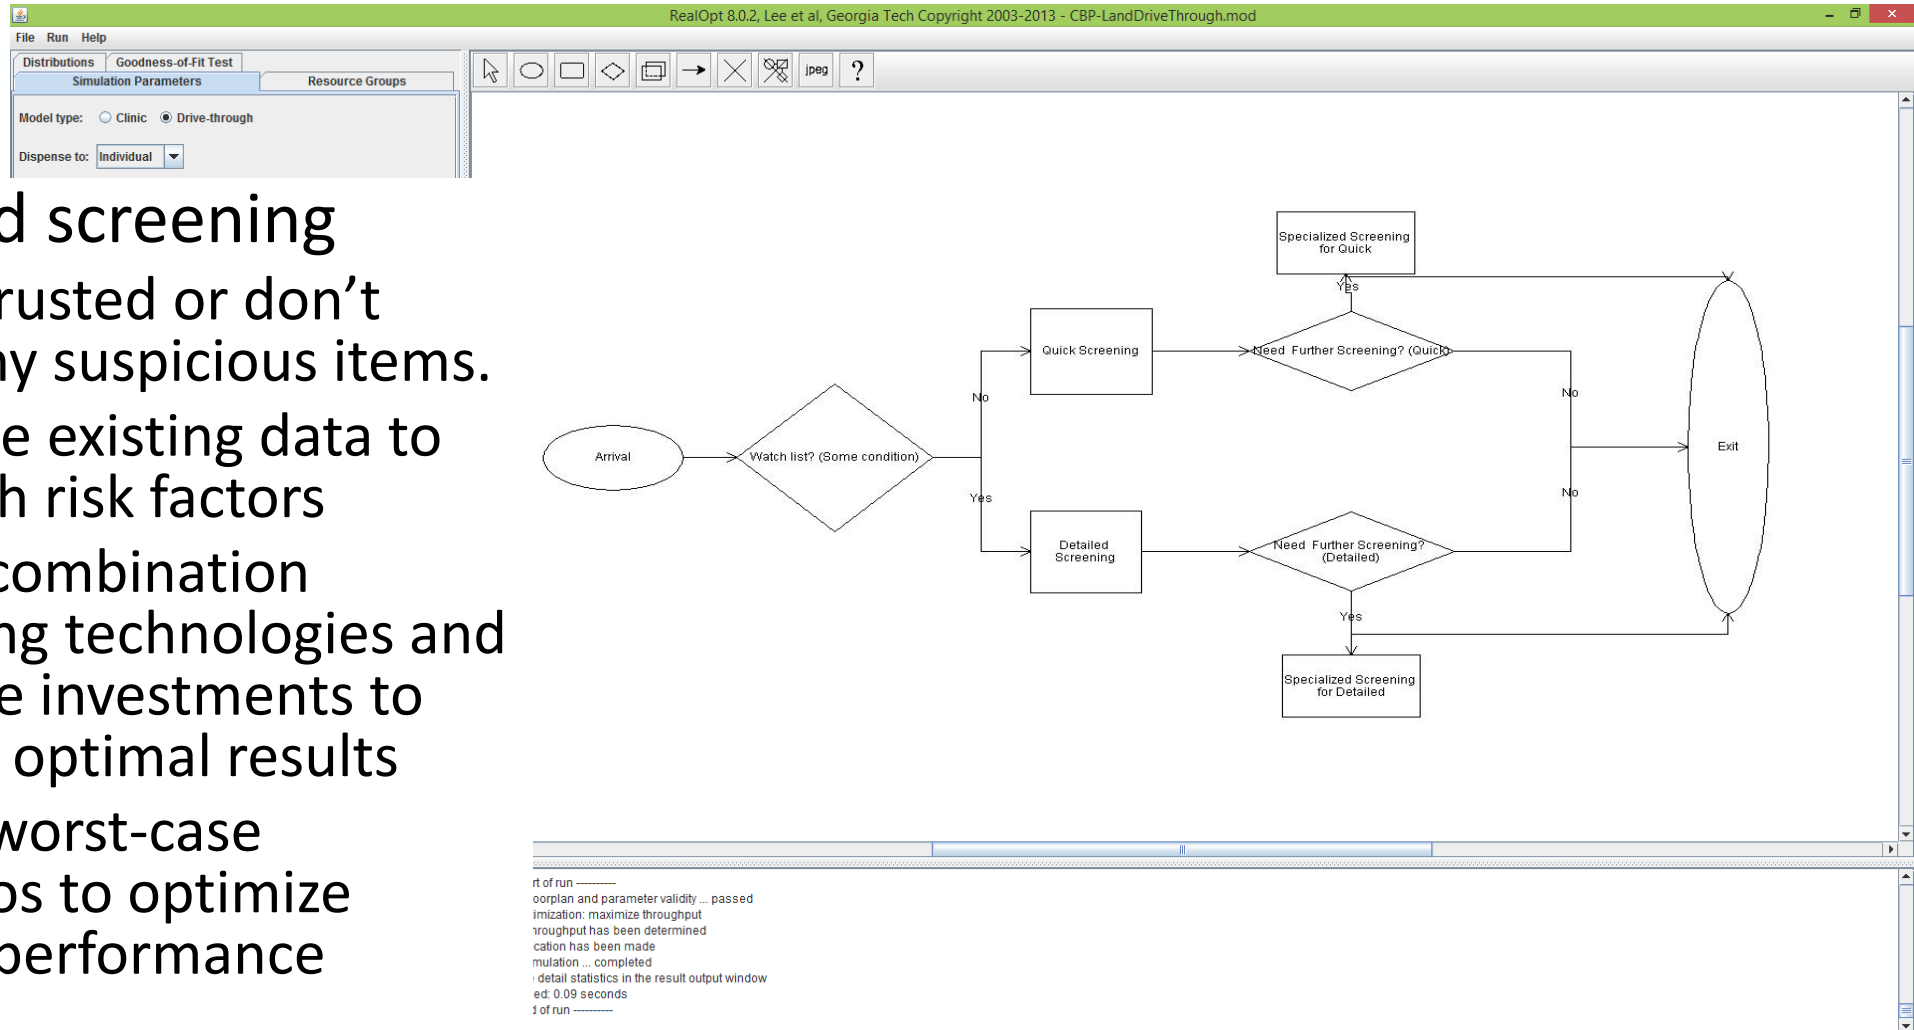 RealOpt 8.0.2, Lee et al, Georgia Tech Copyright 2003-2013 - CBP-LandDriveThrough.mod
File Run Help
Distributions Goodness-of-Fit Test
Simulation Parameters Resource Groups
jpeg ?
Model type: Clinic Drive-through
Dispense to: Individual
d screening
rusted or don't
ny suspicious items.
e existing data to
h risk factors
combination
ng technologies and
e investments to
optimal results
worst-case
os to optimize
performance
Specialized Screening
for Quick
Yes
Quick Screening
Need Further Screening? (Quick)
No
No
Arrival
Watch list? (Some condition)
Exit
Yes
No
Detailed
Screening
Need Further Screening?
(Detailed)
Yes
Specialized Screening
for Detailed
rt of run ----------
oorplan and parameter validity ... passed
imization: maximize throughput
hroughput has been determined
cation has been made
mulation ... completed
detail statistics in the result output window
ed: 0.09 seconds
d of run ----------